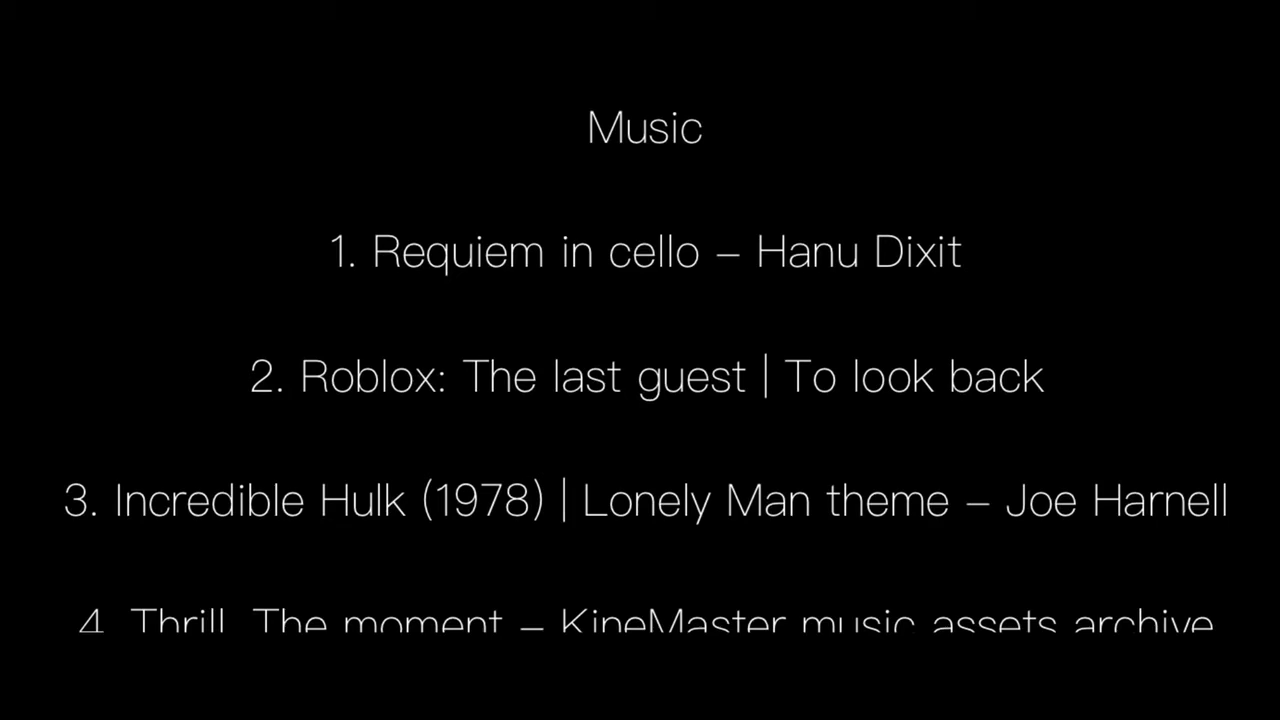 Music
1. Requiem in cello – Hanu Dixit
2. Roblox: The last guest | To look back
3. Incredible Hulk (1978) | Lonely Man theme – Joe Harnell
4. Thrill. The moment – KineMaster music assets archive